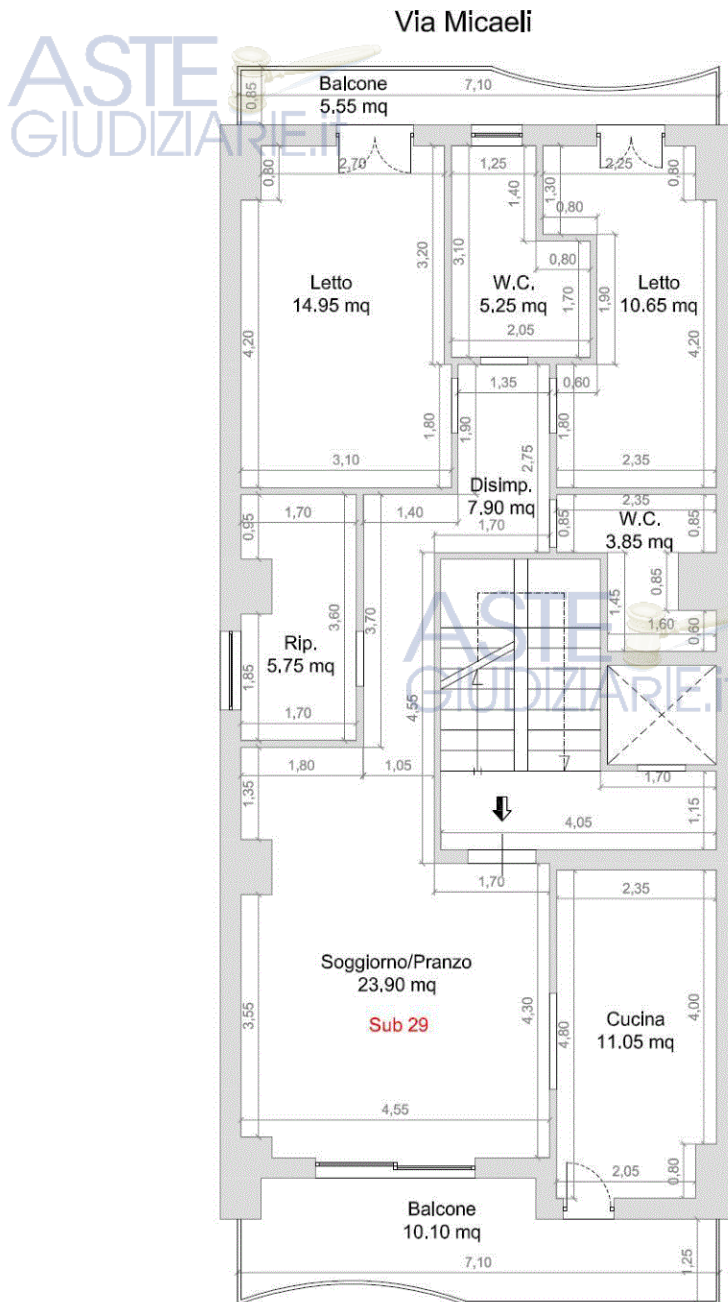 Via Micaeli
ASTE
GIUDIZIARIE.it
Balcone
5.55 mq
7,10
0,85
2,70
1,25
2,25
0,80
0,80
1,40
1,30
0,80
3,20
3,10
0,80
Letto
14.95 mq
W.C.
5.25 mq
Letto
10.65 mq
1,70
1,90
4,20
2,05
4,20
1,35
0,60
1,80
1,90
1,80
2,75
3,10
2,35
Disimp.
7.90 mq
1,70
1,40
2,35
0,95
1,70
0,85
W.C.
3.85 mq
0,85
3,60
3,70
0,85
1,45
ASTE
GIUDIZIARIE.it
1,60
0,60
Rip.
5.75 mq
1,85
4,55
1,70
1,80
1,05
1,70
1,35
1,15
4,05
1,70
2,35
Soggiorno/Pranzo
23.90 mq
Sub 29
3,55
4,30
4,80
4,00
Cucina
11.05 mq
4,55
2,05
0,80
Balcone
10.10 mq
7,10
1,25